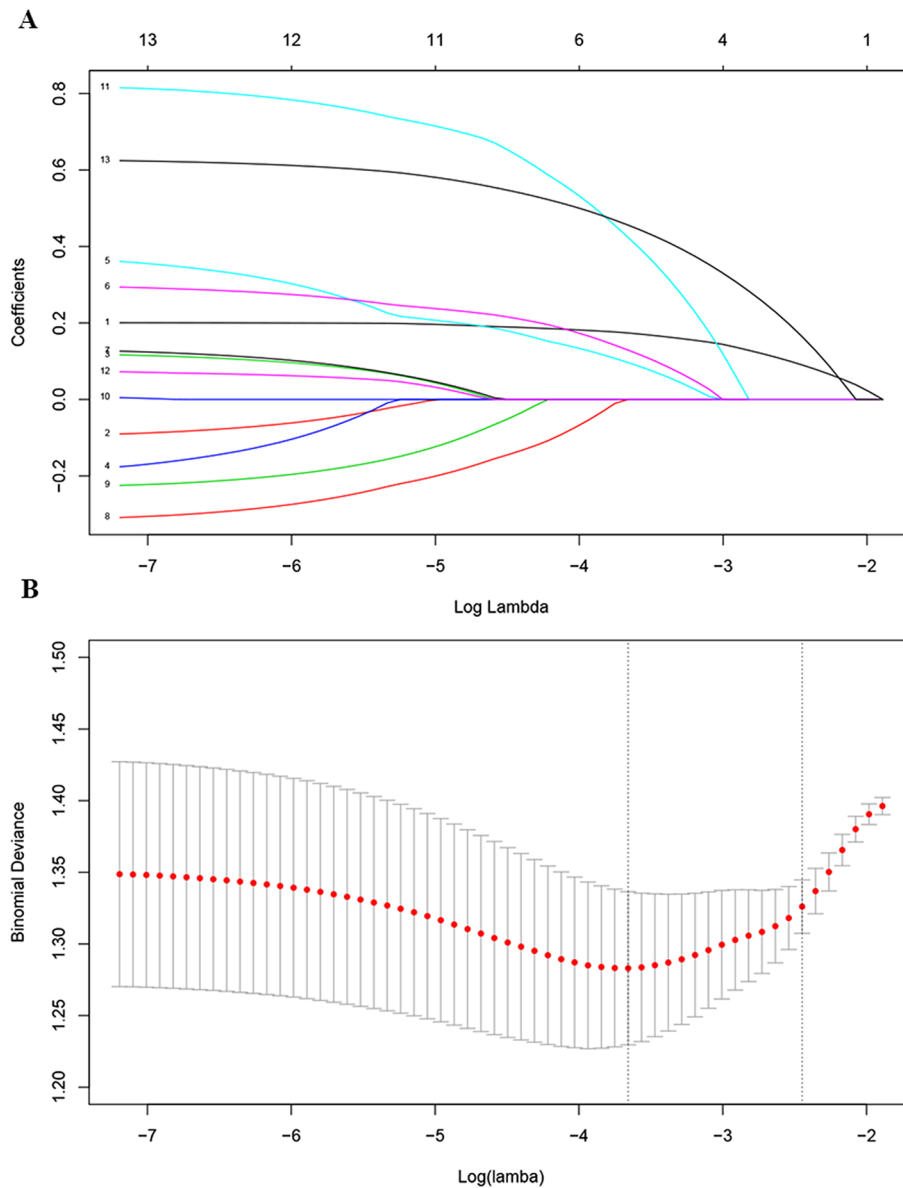 A
13 12 11 6 4 1
0.8
0.6
0.4
0.2
0.0
−0.2
Coefficients
11
13
5
6
1
7
3
12
10
2
4
9
8
−7 −6 −5 −4 −3 −2
Log Lambda
B
1.50
1.45
1.40
1.35
1.30
1.25
1.20
Binomial Deviance
−7 −6 −5 −4 −3 −2
Log(lamba)